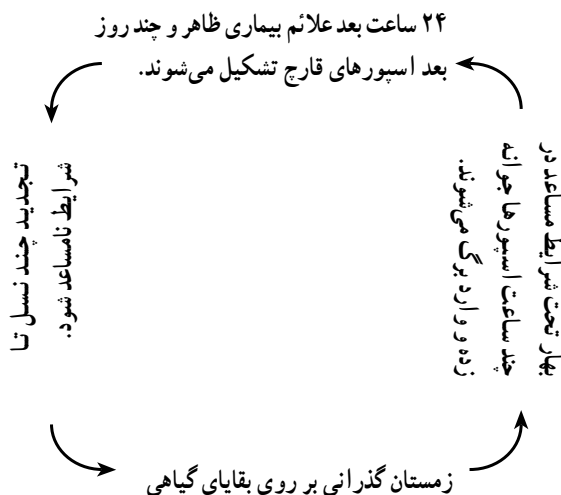 ۲۴ ساعت بعد علائم بیماری ظاهر و چند روز
بعد اسپورهای قارچ تشکیل می‌شوند.
بهار تحت شرایط مساعد در
چند ساعت اسپورها جوانه
زده و وارد برگ می‌شوند.
تجدید چند نسل تا
شرایط نامساعد شود.
زمستان گذرانی بر روی بقایای گیاهی